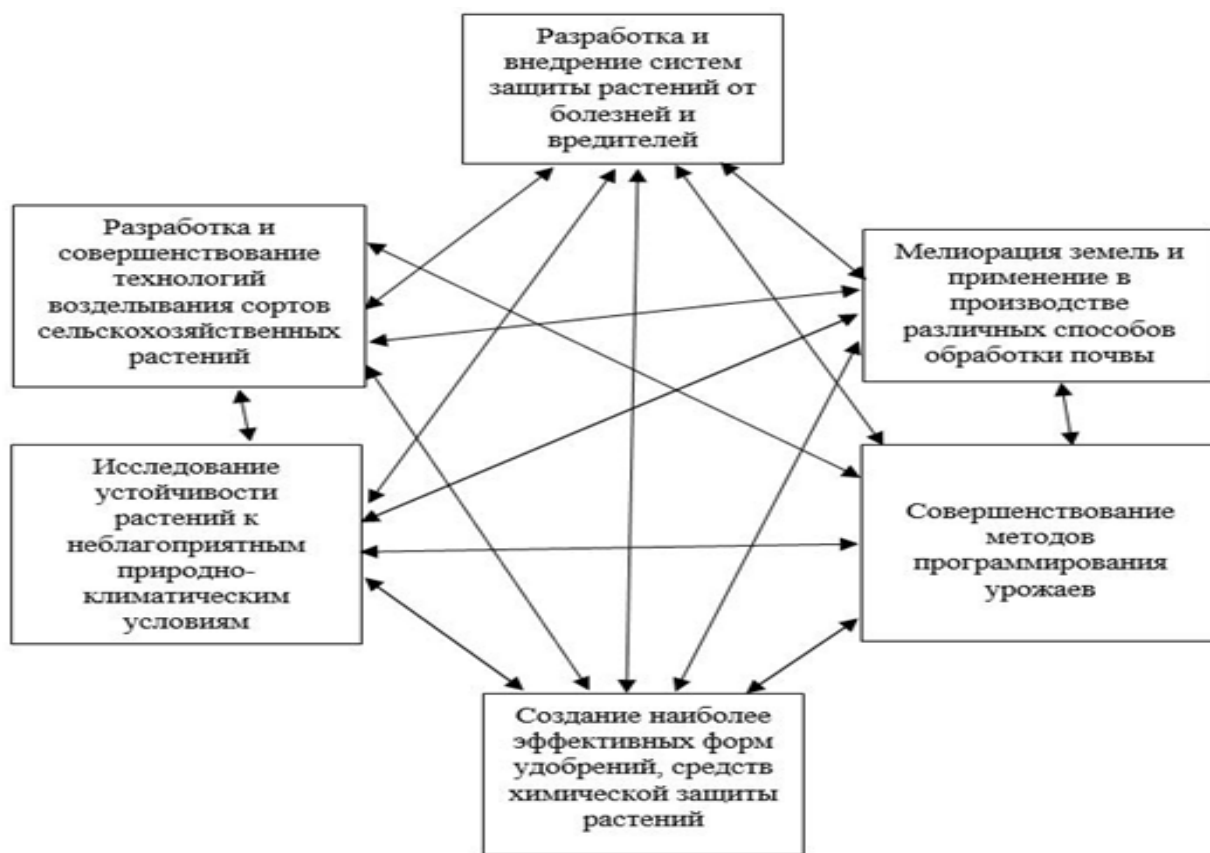 Разработка и
внедрение систем
защиты растений от
болезней и
вредителей
Разработка и
совершенствование
технологий
возделывания сортов
сельскохозяйственных
растений
Мелиорация земель и
применение в
производстве
различных способов
обработки почвы
Исследование
устойчивости
растений к
неблагоприятным
природно-
климатическим
условиям
Совершенствование
методов
программирования
урожаев
Создание наиболее
эффективных форм
удобрений, средств
химической защиты
растений